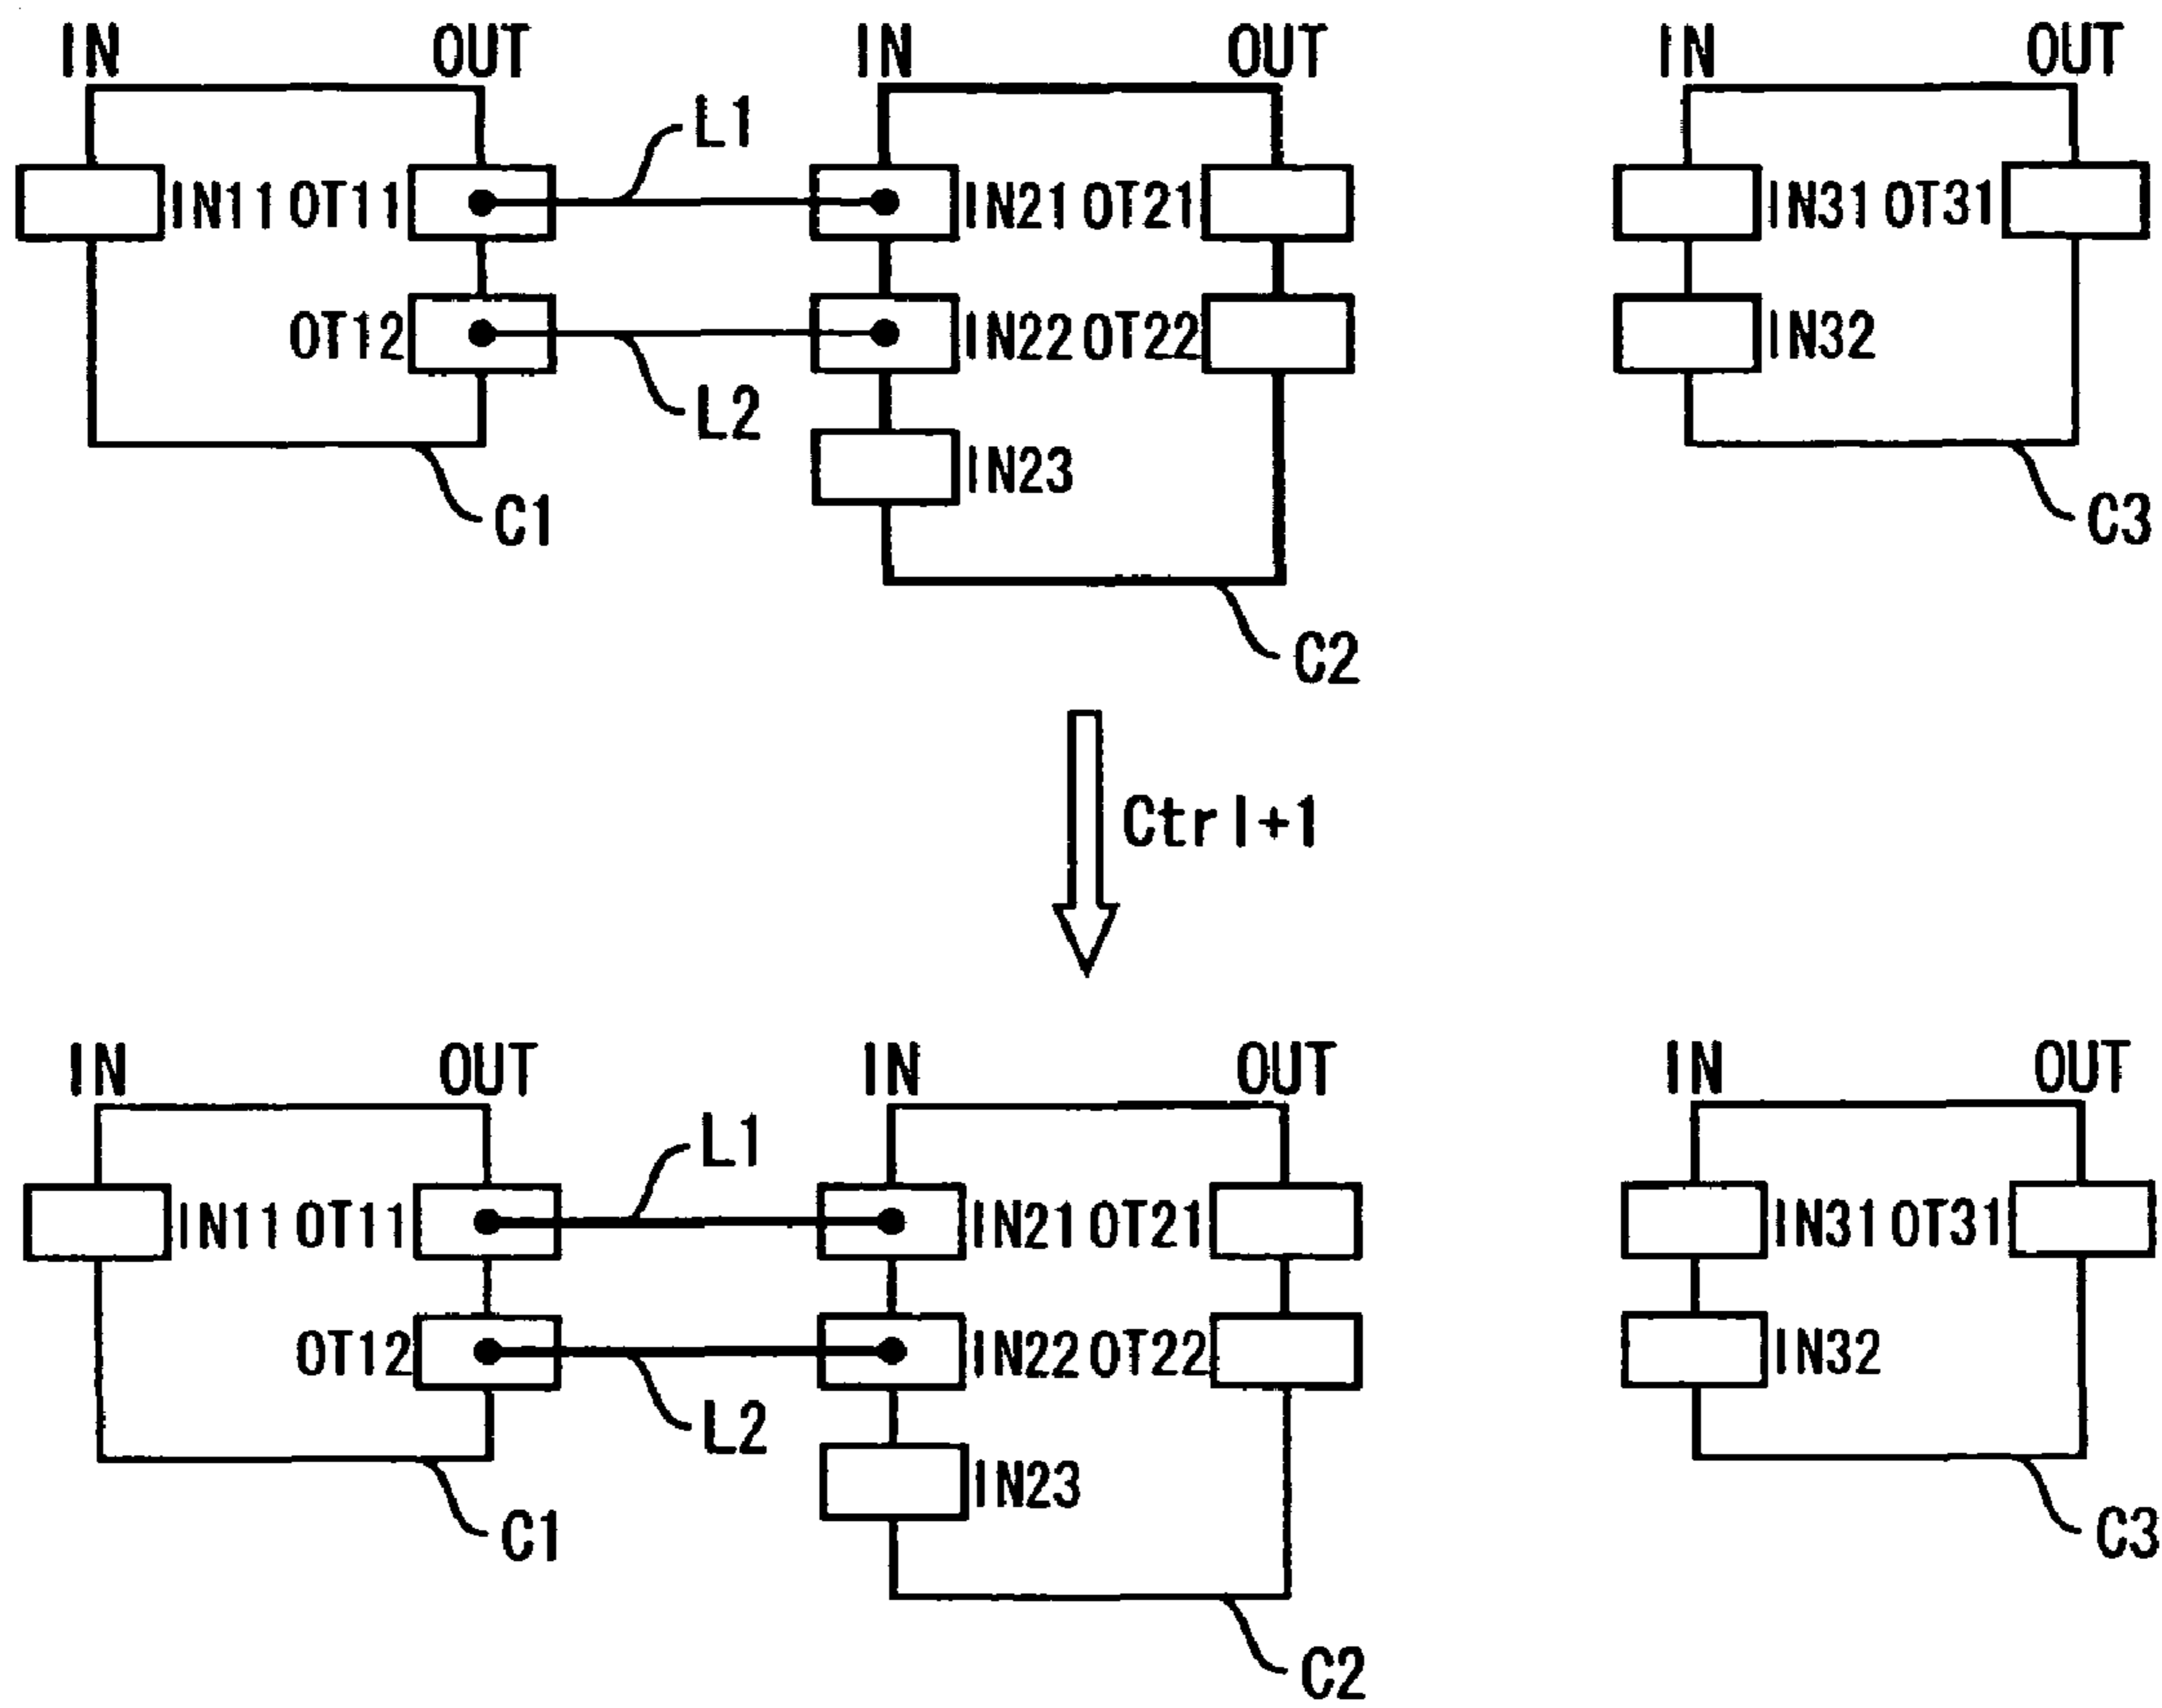 IN OUT IN OUT IN OUT
L1
IN11 OT11 IN21 OT21 IN31 OT31
OT12 IN22 OT22 IN32
L2
IN23
C1 C3
C2
Ctrl+1
IN OUT IN OUT IN OUT
L1
IN11 OT11 IN21 OT21 IN31 OT31
OT12 IN22 OT22 IN32
L2
IN23
C1 C3
C2